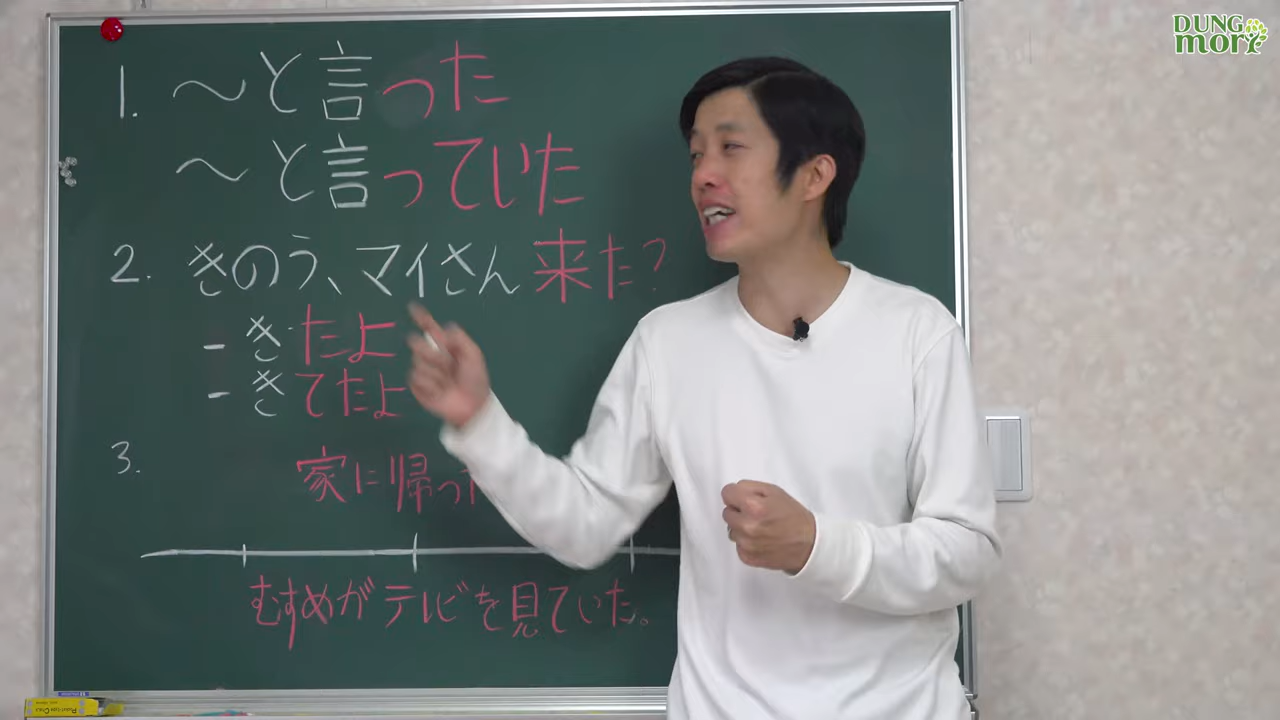 1. ～と言った
～と言っていた
2. きのう、マイさん来た?
- きたよ
- きてたよ
3.
家に帰っ
むすめがテレビを見ていた。
DUNG
mori